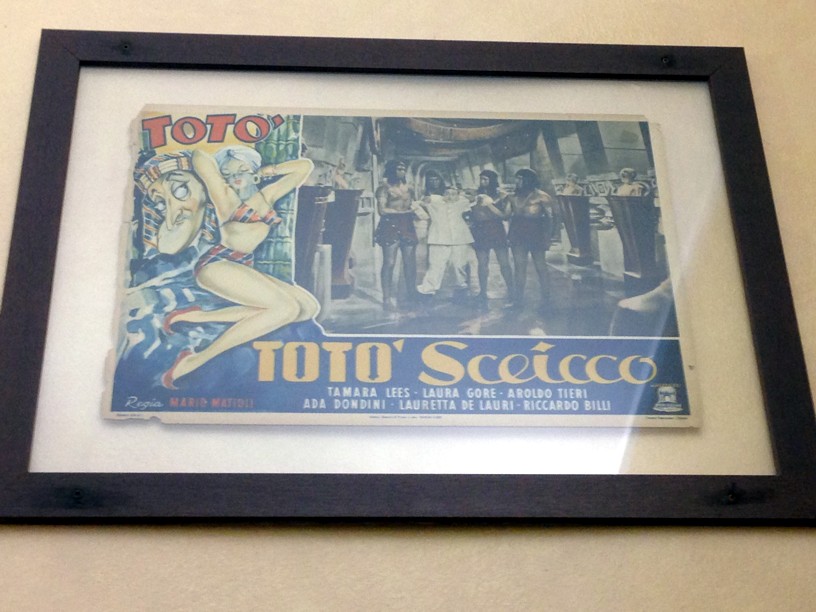 TOTO'
TOTO' Sceicco
TAMARA LEES - LAURA GORE - AROLDO TIERI
ADA DONDINI - LAURETTA DE LAURI - RICCARDO BILLI
Regia MARIO MATTOLI